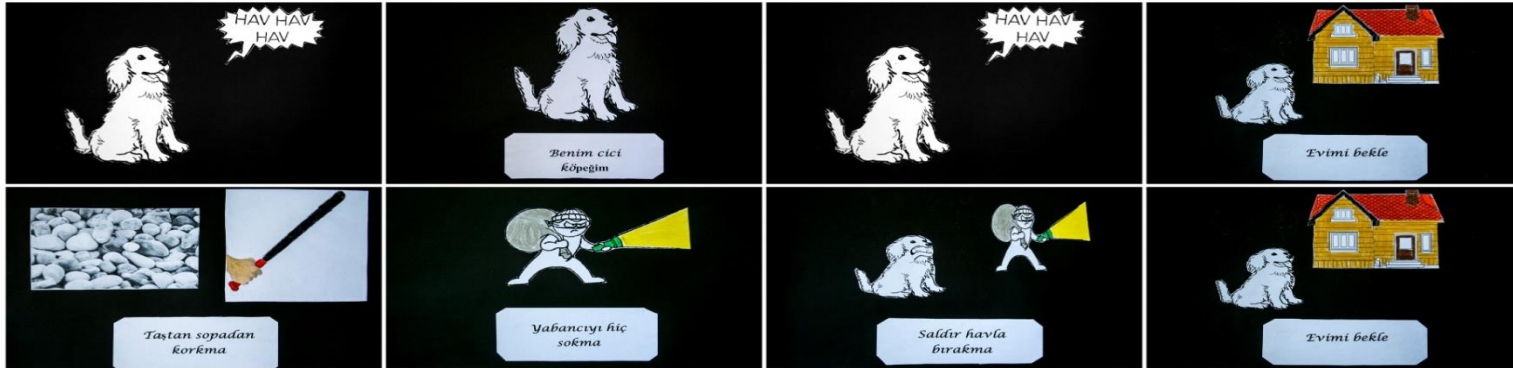 HAV HAV
HAV
Benim cici
köpeğim
HAV HAV HAV
HAV
Evimi bekle
Taştan sopadan
korkma
Yabancıyı hiç
sokma
Saldır havla
bırakma
Evimi bekle